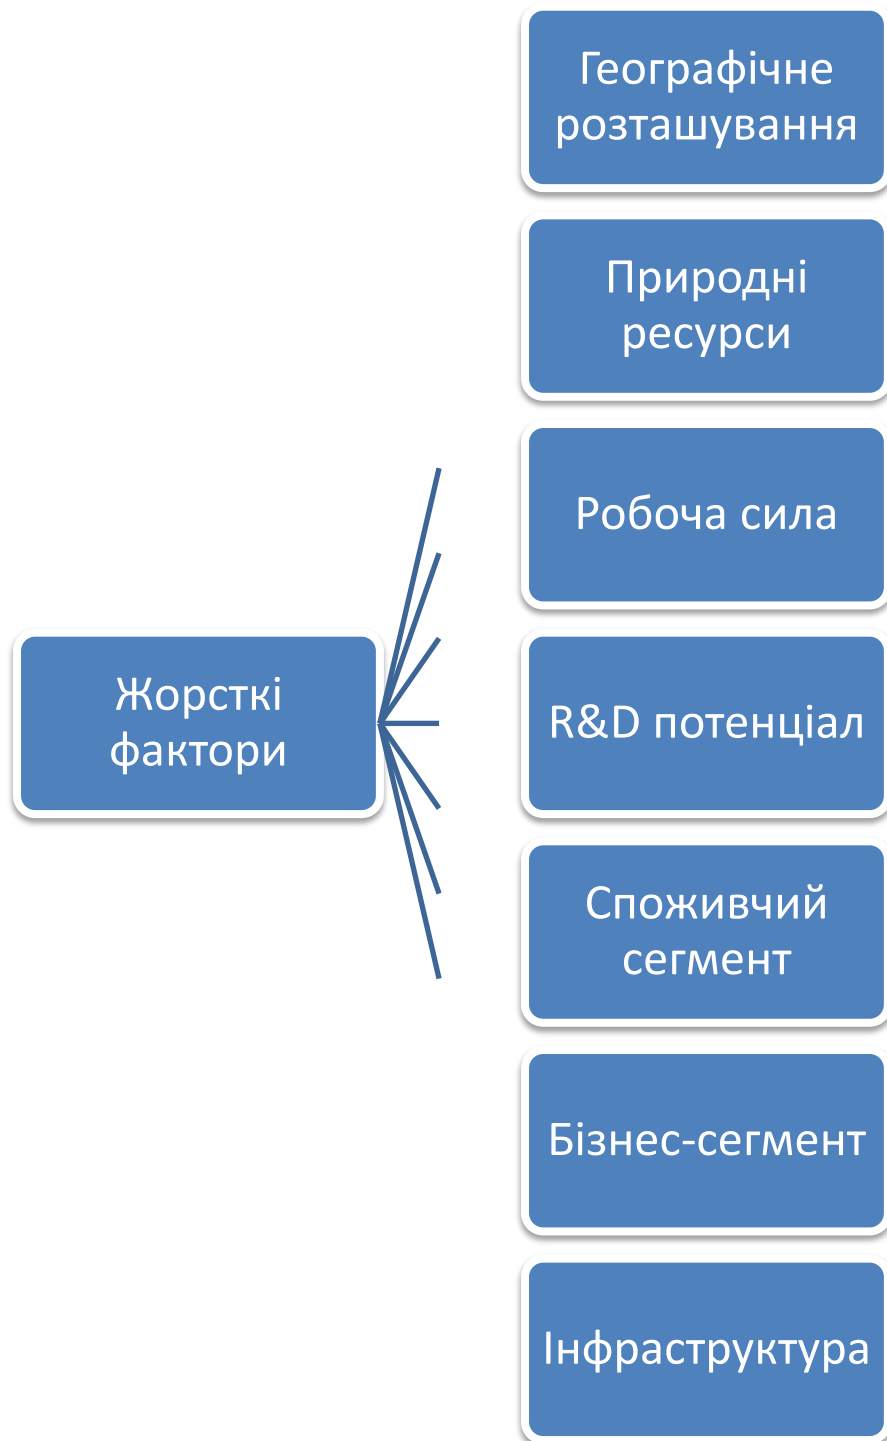 Географічне
розташування
Природні
ресурси
Робоча сила
Жорсткі
фактори
R&D потенціал
Споживчий
сегмент
Бізнес-сегмент
Інфраструктура